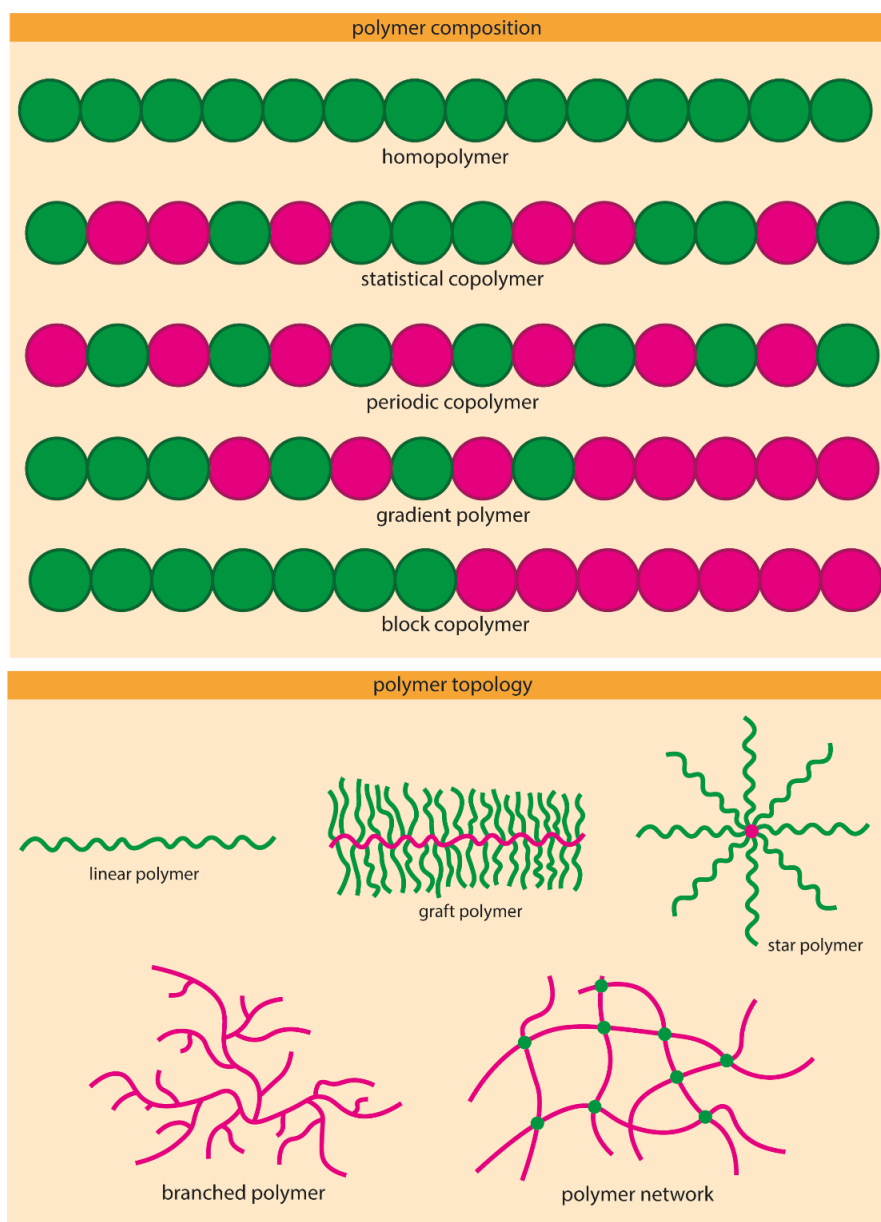 polymer composition
homopolymer
statistical copolymer
periodic copolymer
gradient polymer
block copolymer
polymer topology
linear polymer
graft polymer
star polymer
branched polymer
polymer network